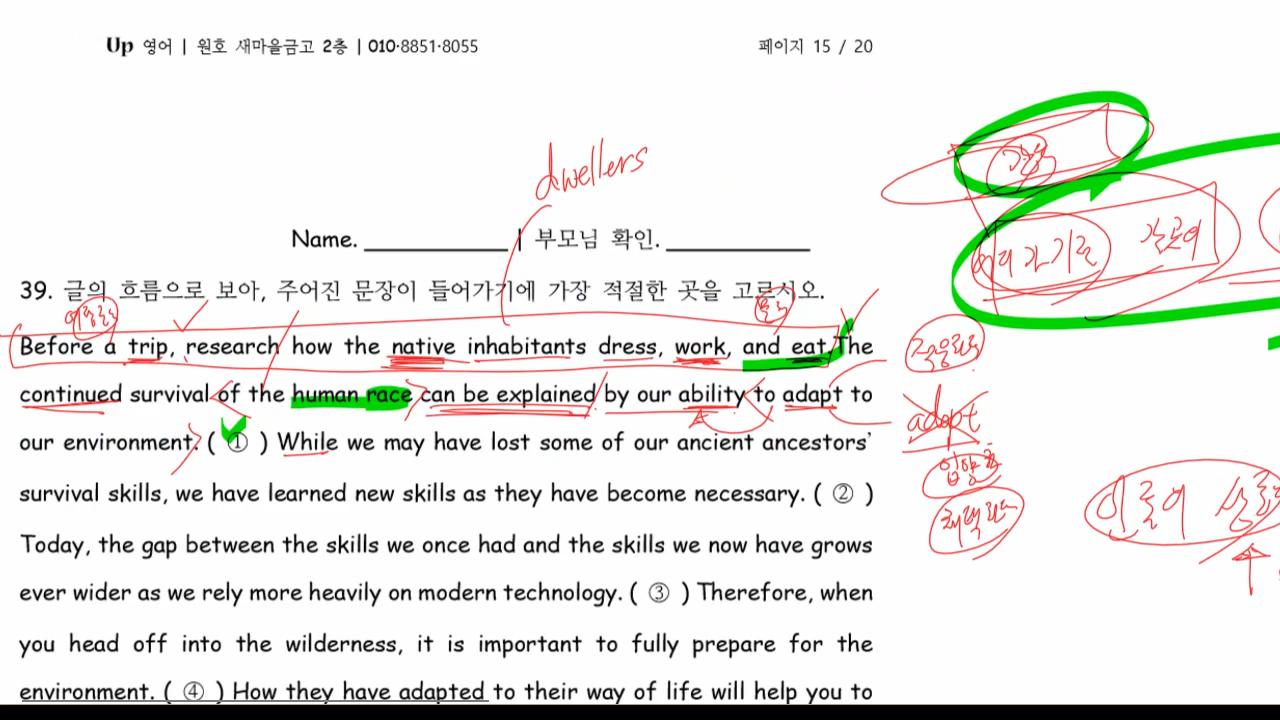 Up 영어 | 원호 새마을금고 2층 | 010·8851·8055
페이지 15 / 20
dwellers
Name. ____________ | 부모님 확인. ____________
39. 글의 흐름으로 보아, 주어진 문장이 들어가기에 가장 적절한 곳을 고르시오.
Before a trip, research how the native inhabitants dress, work, and eat. The
continued survival of the human race can be explained by our ability to adapt to
our environment. ( ① ) While we may have lost some of our ancient ancestors'
survival skills, we have learned new skills as they have become necessary. ( ② )
Today, the gap between the skills we once had and the skills we now have grows
ever wider as we rely more heavily on modern technology. ( ③ ) Therefore, when
you head off into the wilderness, it is important to fully prepare for the
environment. ( ④ ) How they have adapted to their way of life will help you to
adopt